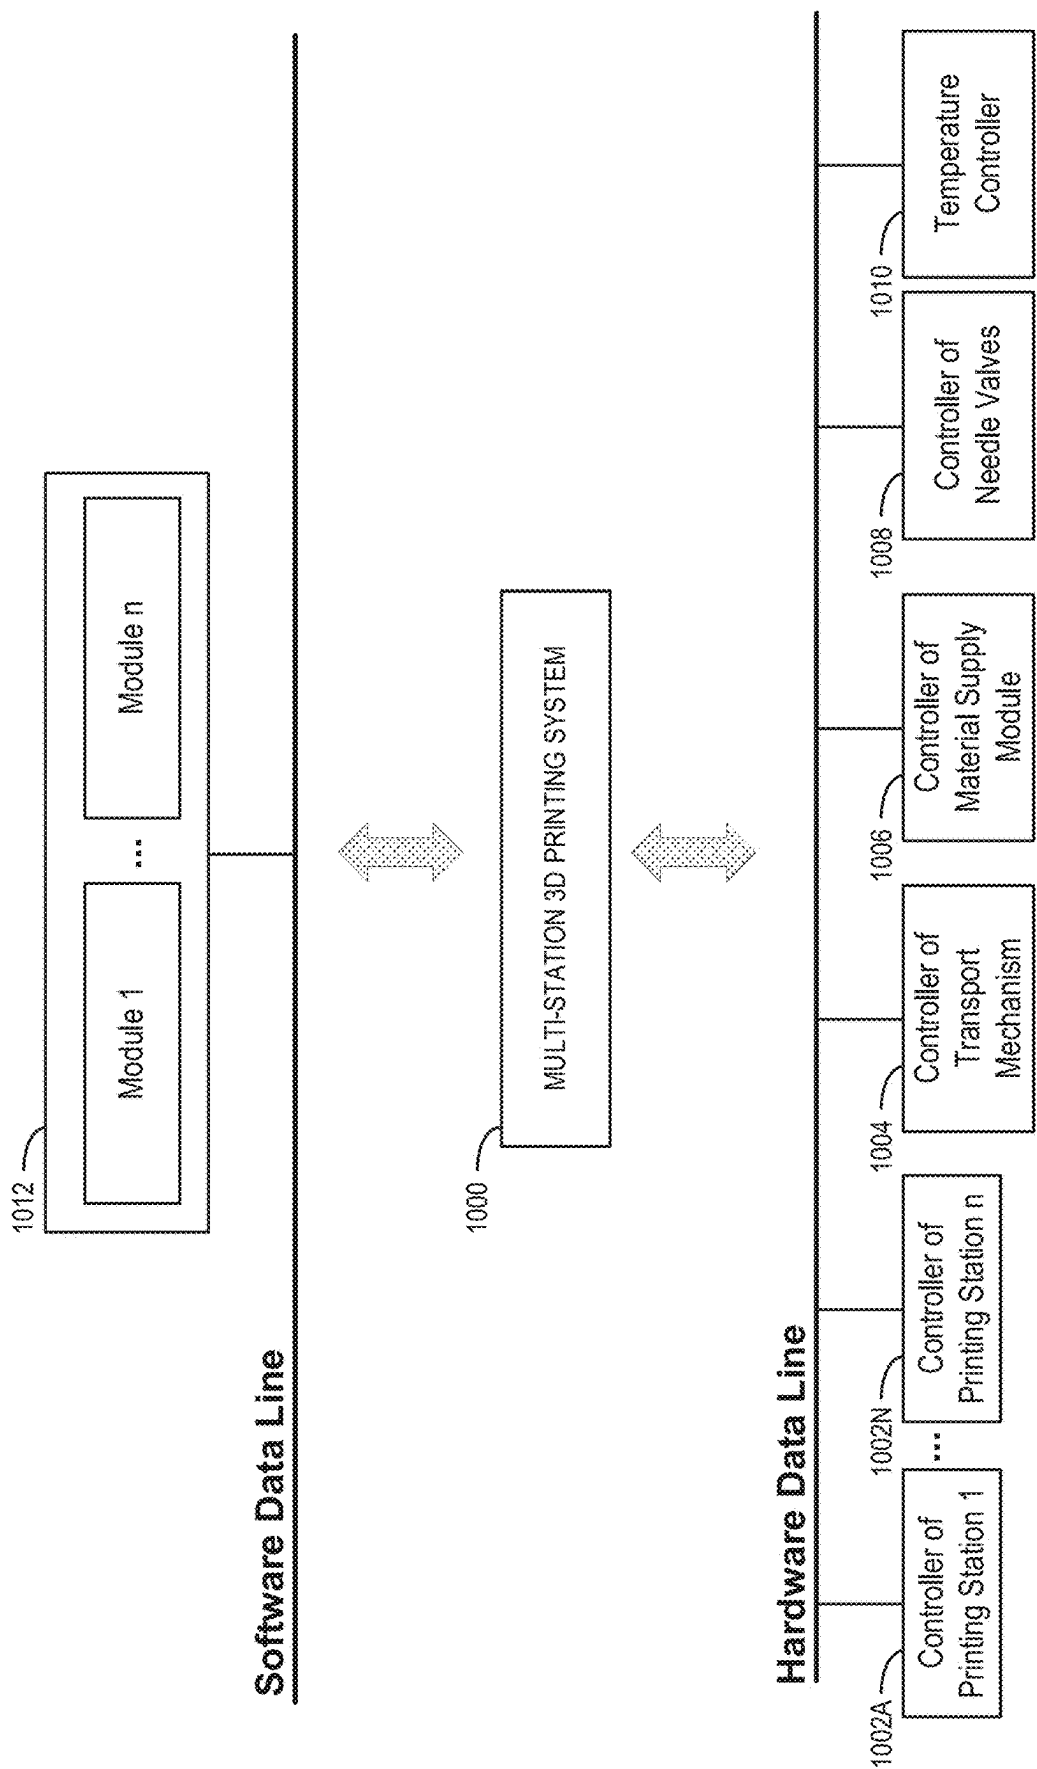 1012
Module 1
...
Module n
Software Data Line
1000
MULTI-STATION 3D PRINTING SYSTEM
Hardware Data Line
1002A
Controller of
Printing Station 1
...
1002N
Controller of
Printing Station n
1004
Controller of
Transport
Mechanism
1006
Controller of
Material Supply
Module
1008
Controller of
Needle Valves
1010
Temperature
Controller